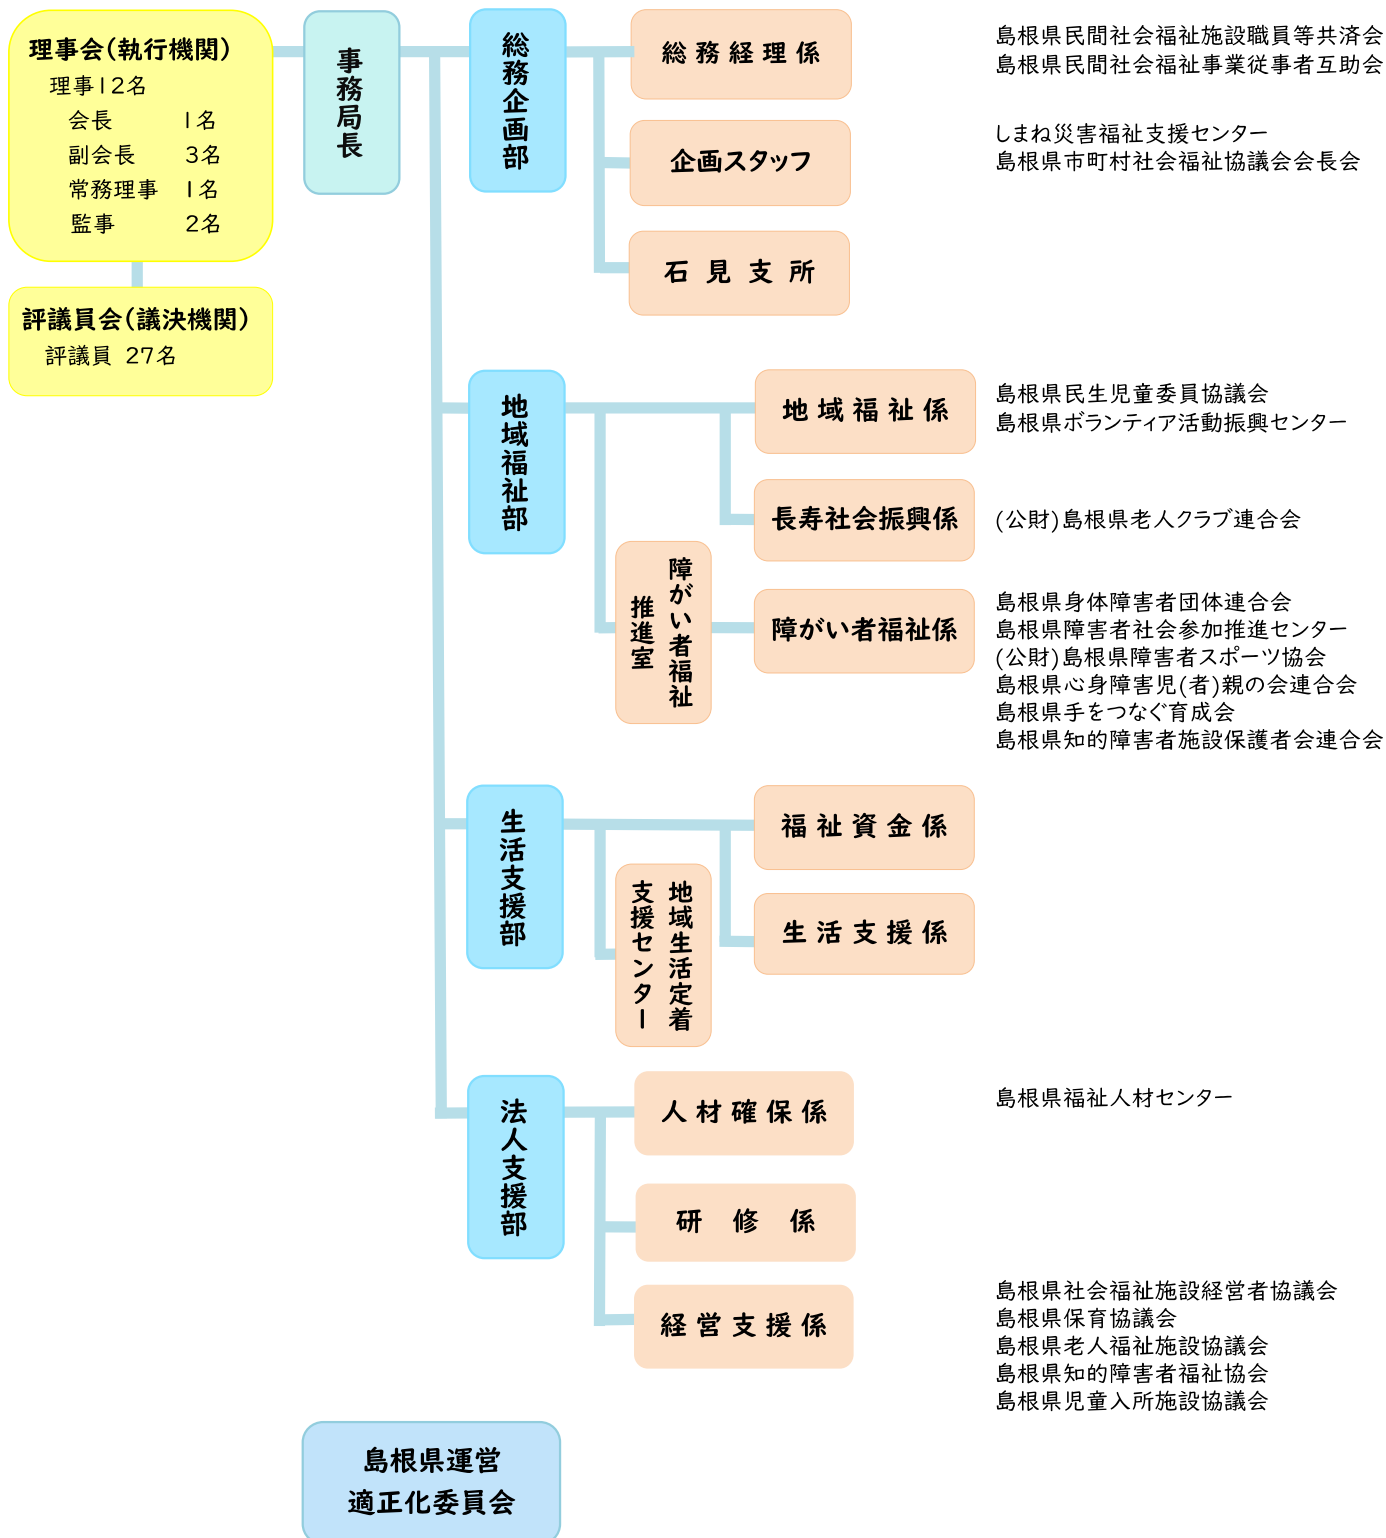 理事会(執行機関)
理事12名
会長 1名
副会長 3名
常務理事 1名
監事 2名
評議員会(議決機関)
評議員 27名
事務局長
総務企画部
総務経理係
島根県民間社会福祉施設職員等共済会
島根県民間社会福祉事業従事者互助会
企画スタッフ
しまね災害福祉支援センター
島根県市町村社会福祉協議会会長会
石見支所
地域福祉部
地域福祉係
島根県民生児童委員協議会
島根県ボランティア活動振興センター
長寿社会振興係
(公財)島根県老人クラブ連合会
障がい者福祉
推進室
障がい者福祉係
島根県身体障害者団体連合会
島根県障害者社会参加推進センター
(公財)島根県障害者スポーツ協会
島根県心身障害児(者)親の会連合会
島根県手をつなぐ育成会
島根県知的障害者施設保護者会連合会
生活支援部
福祉資金係
地域生活定着
支援センター
生活支援係
法人支援部
人材確保係
島根県福祉人材センター
研修係
経営支援係
島根県社会福祉施設経営者協議会
島根県保育協議会
島根県老人福祉施設協議会
島根県知的障害者福祉協会
島根県児童入所施設協議会
島根県運営
適正化委員会